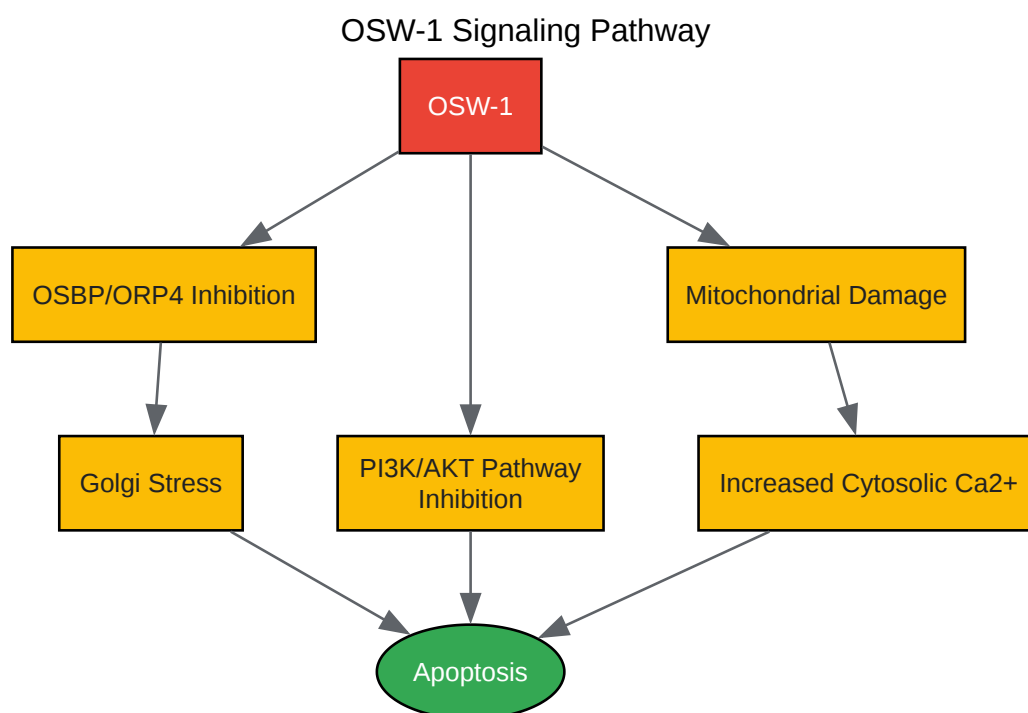 OSW-1 Signaling Pathway
OSW-1
OSBP/ORP4 Inhibition
Mitochondrial Damage
Golgi Stress
PI3K/AKT Pathway
Inhibition
Increased Cytosolic Ca2+
Apoptosis